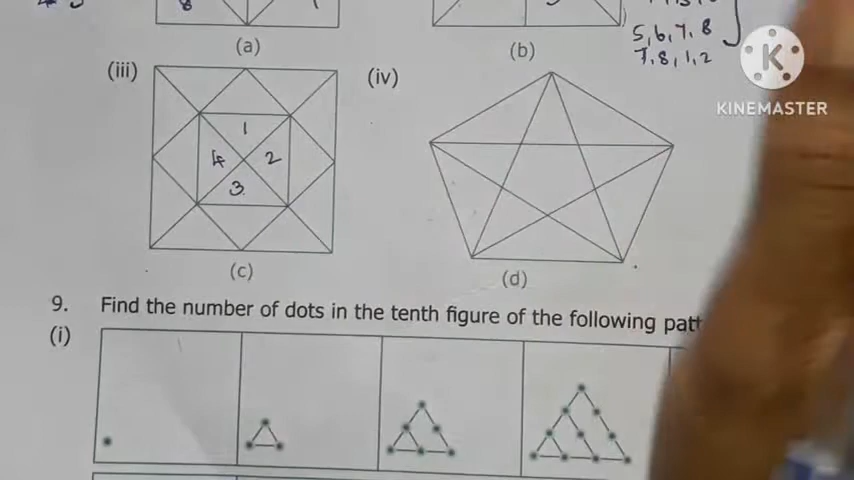 8
(a)
(b)
5, 6, 7, 8
7, 8, 1, 2
KINEMASTER
(iii)
(iv)
1
4
2
3
(c)
(d)
9. Find the number of dots in the tenth figure of the following
(i)